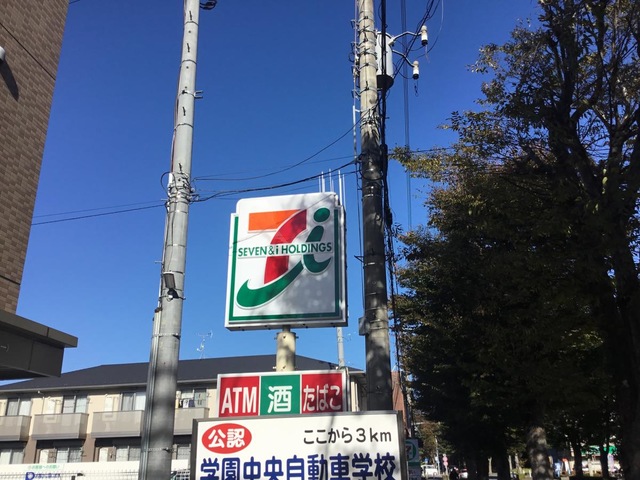 SEVEN & i HOLDINGS
ATM 酒 たばこ
公認 ここから3km
学園中央自動車学校